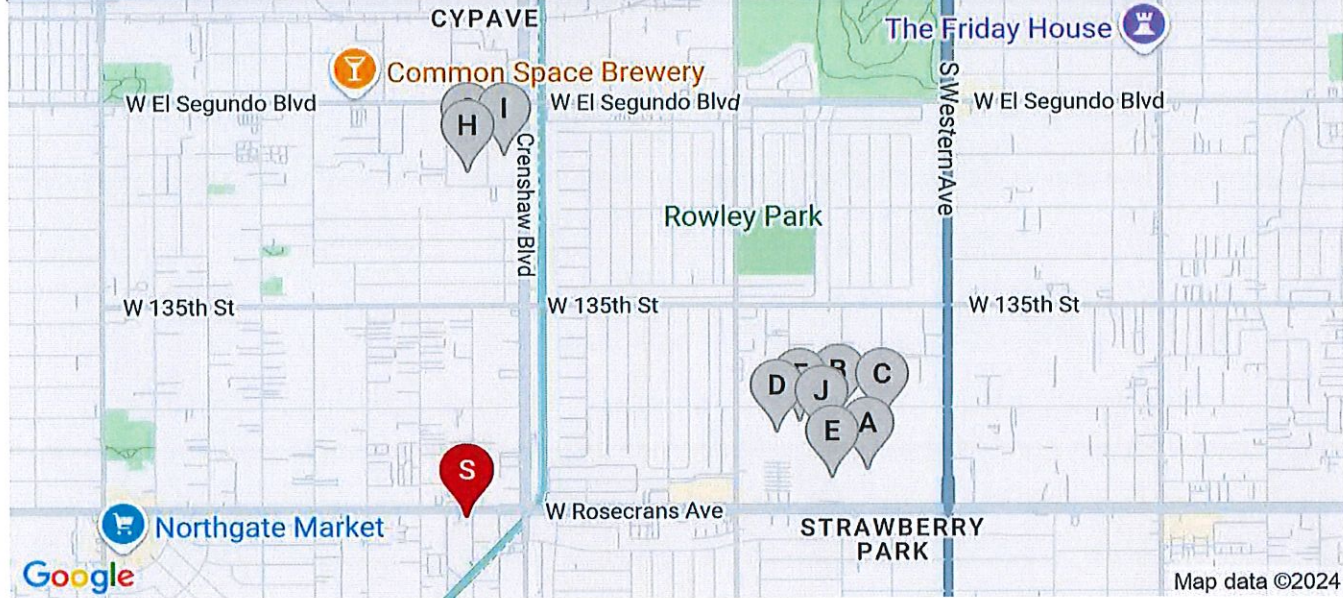 CYPAVE
The Friday House
Common Space Brewery
W El Segundo Blvd
W El Segundo Blvd
W El Segundo Blvd
I
H
S Western Ave
Crenshaw Blvd
Rowley Park
W 135th St
W 135th St
W 135th St
B
C
D
J
A
E
S
W Rosecrans Ave
Northgate Market
STRAWBERRY
PARK
Google
Map data ©2024